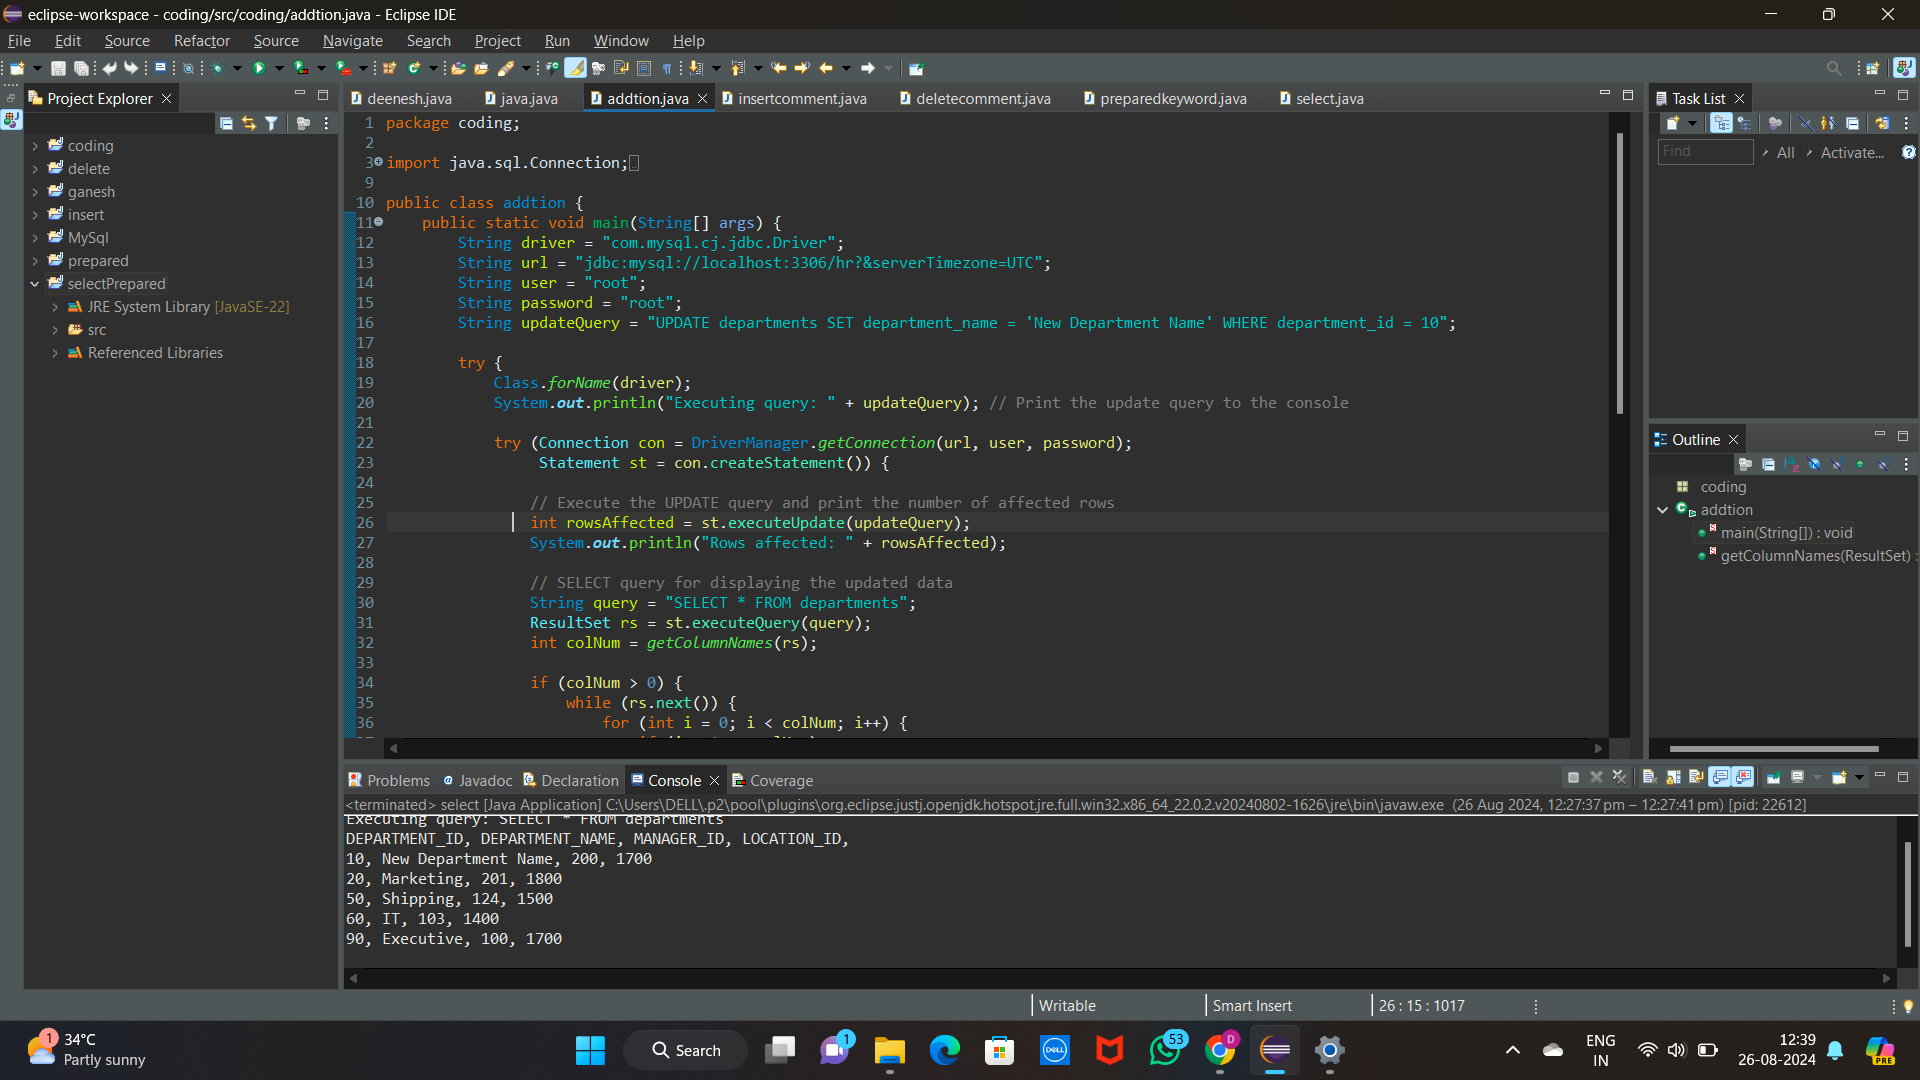 eclipse-workspace - coding/src/coding/addtion.java - Eclipse IDE
File Edit Source Refactor Source Navigate Search Project Run Window Help
Project Explorer
coding
delete
ganesh
insert
MySql
prepared
selectPrepared
JRE System Library [JavaSE-22]
src
Referenced Libraries
deenesh.java java.java addtion.java insertcomment.java deletecomment.java preparedkeyword.java select.java
1 package coding;
2
3 import java.sql.Connection;
9
10 public class addtion {
11 public static void main(String[] args) {
12 String driver = "com.mysql.cj.jdbc.Driver";
13 String url = "jdbc:mysql://localhost:3306/hr?&serverTimezone=UTC";
14 String user = "root";
15 String password = "root";
16 String updateQuery = "UPDATE departments SET department_name = 'New Department Name' WHERE department_id = 10";
17
18 try {
19 Class.forName(driver);
20 System.out.println("Executing query: " + updateQuery); // Print the update query to the console
21
22 try (Connection con = DriverManager.getConnection(url, user, password);
23 Statement st = con.createStatement()) {
24
25 // Execute the UPDATE query and print the number of affected rows
26 int rowsAffected = st.executeUpdate(updateQuery);
27 System.out.println("Rows affected: " + rowsAffected);
28
29 // SELECT query for displaying the updated data
30 String query = "SELECT * FROM departments";
31 ResultSet rs = st.executeQuery(query);
32 int colNum = getColumnNames(rs);
33
34 if (colNum > 0) {
35 while (rs.next()) {
36 for (int i = 0; i < colNum; i++) {
Task List
Find All Activate...
Outline
coding
addtion
main(String[]) : void
getColumnNames(ResultSet) :
Problems Javadoc Declaration Console Coverage
<terminated> select [Java Application] C:\Users\DELL\.p2\pool\plugins\org.eclipse.justj.openjdk.hotspot.jre.full.win32.x86_64_22.0.2.v20240802-1626\jre\bin\javaw.exe (26 Aug 2024, 12:27:37 pm – 12:27:41 pm) [pid: 22612]
Executing query: SELECT * FROM departments
DEPARTMENT_ID, DEPARTMENT_NAME, MANAGER_ID, LOCATION_ID,
10, New Department Name, 200, 1700
20, Marketing, 201, 1800
50, Shipping, 124, 1500
60, IT, 103, 1400
90, Executive, 100, 1700
Writable Smart Insert 26 : 15 : 1017
1
34°C
Partly sunny
Search
1
DELL
53
D
ENG
IN
12:39
26-08-2024
PRE